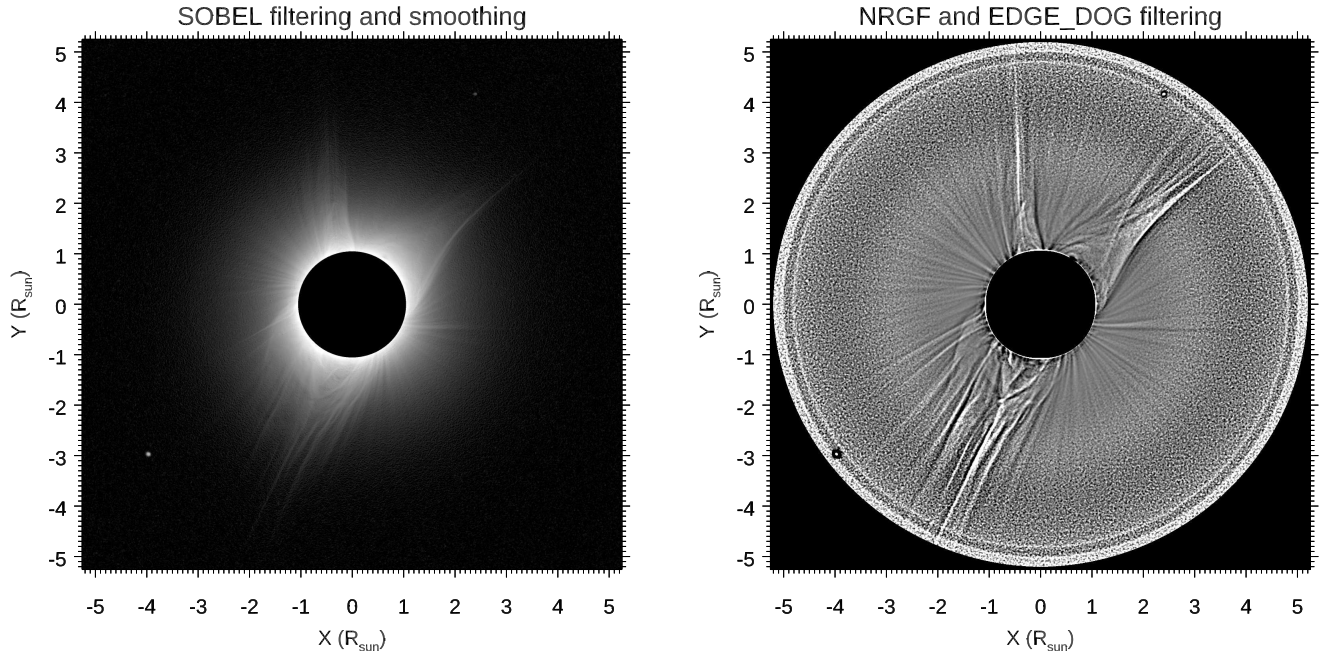 SOBEL filtering and smoothing
5
4
3
2
1
0
-1
-2
-3
-4
-5
Y (Rsun)
-5 -4 -3 -2 -1 0 1 2 3 4 5
X (Rsun)
NRGF and EDGE_DOG filtering
5
4
3
2
1
0
-1
-2
-3
-4
-5
Y (Rsun)
-5 -4 -3 -2 -1 0 1 2 3 4 5
X (Rsun)